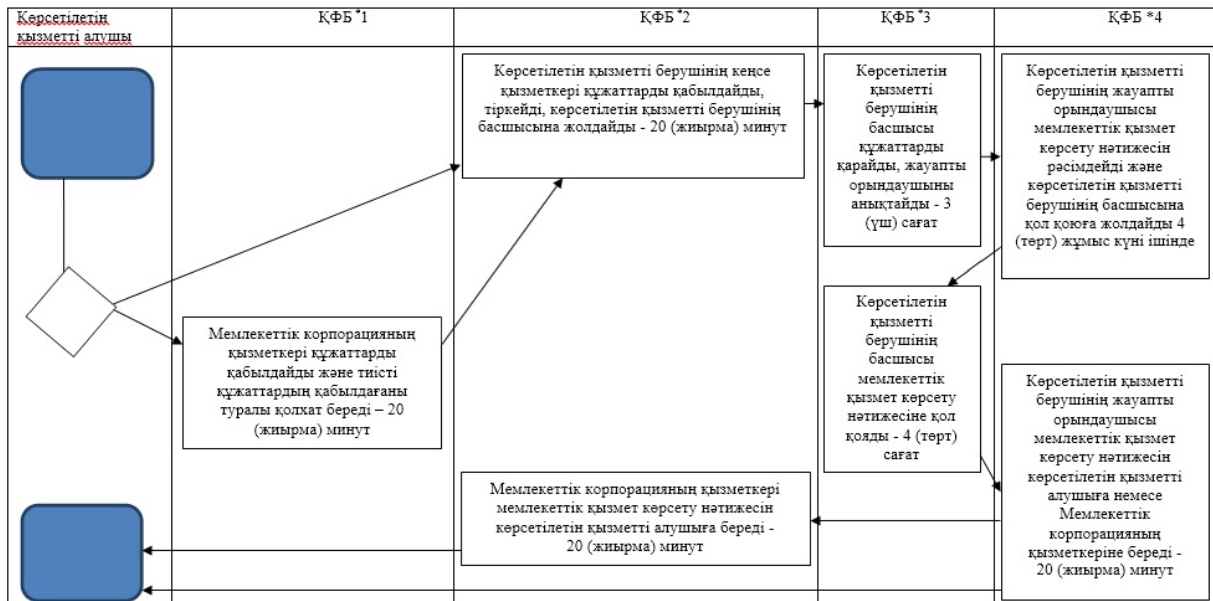 Көрсетілетін
қызметті алушы
ҚФБ *1
ҚФБ *2
ҚФБ *3
ҚФБ *4
Көрсетілетін қызметті берушінің кеңсе
қызметкері құжаттарды қабылдайды,
тіркейді, көрсетілетін қызметті берушінің
басшысына жолдайды - 20 (жиырма) минут
Көрсетілетін
қызметті
берушінің
басшысы
құжаттарды
қарайды, жауапты
орындаушыны
анықтайды - 3
(үш) сағат
Көрсетілетін қызметті
берушінің жауапты
орындаушысы
мемлекеттік қызмет
көрсету нәтижесін
рәсімдейді және
көрсетілетін қызметті
берушінің басшысына
қол қоюға жолдайды 4
(төрт) жұмыс күні ішінде
Мемлекеттік корпорацияның
қызметкері құжаттарды
қабылдайды және тиісті
құжаттардың қабылдағаны
туралы қолхат береді – 20
(жиырма) минут
Көрсетілетін
қызметті
берушінің
басшысы
мемлекеттік
қызмет көрсету
нәтижесіне қол
қояды - 4 (төрт)
сағат
Көрсетілетін қызметті
берушінің жауапты
орындаушысы
мемлекеттік қызмет
көрсету нәтижесін
көрсетілетін қызметті
алушыға немесе
Мемлекеттік
корпорацияның
қызметкеріне береді -
20 (жиырма) минут
Мемлекеттік корпорацияның қызметкері
мемлекеттік қызмет көрсету нәтижесін
көрсетілетін қызметті алушыға береді -
20 (жиырма) минут